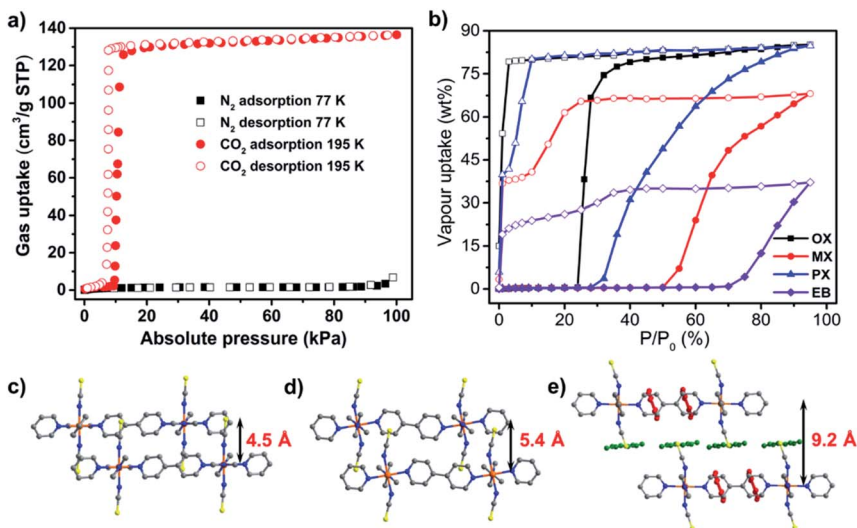 a)
140
120
100
80
60
40
20
0
Gas uptake (cm³/g STP)
N₂ adsorption 77 K
N₂ desorption 77 K
CO₂ adsorption 195 K
CO₂ desorption 195 K
0 20 40 60 80 100
Absolute pressure (kPa)
b)
90
75
60
45
30
15
0
Vapour uptake (wt%)
OX
MX
PX
EB
0 20 40 60 80 100
P/P₀ (%)
c)
4.5 Å
d)
5.4 Å
e)
9.2 Å